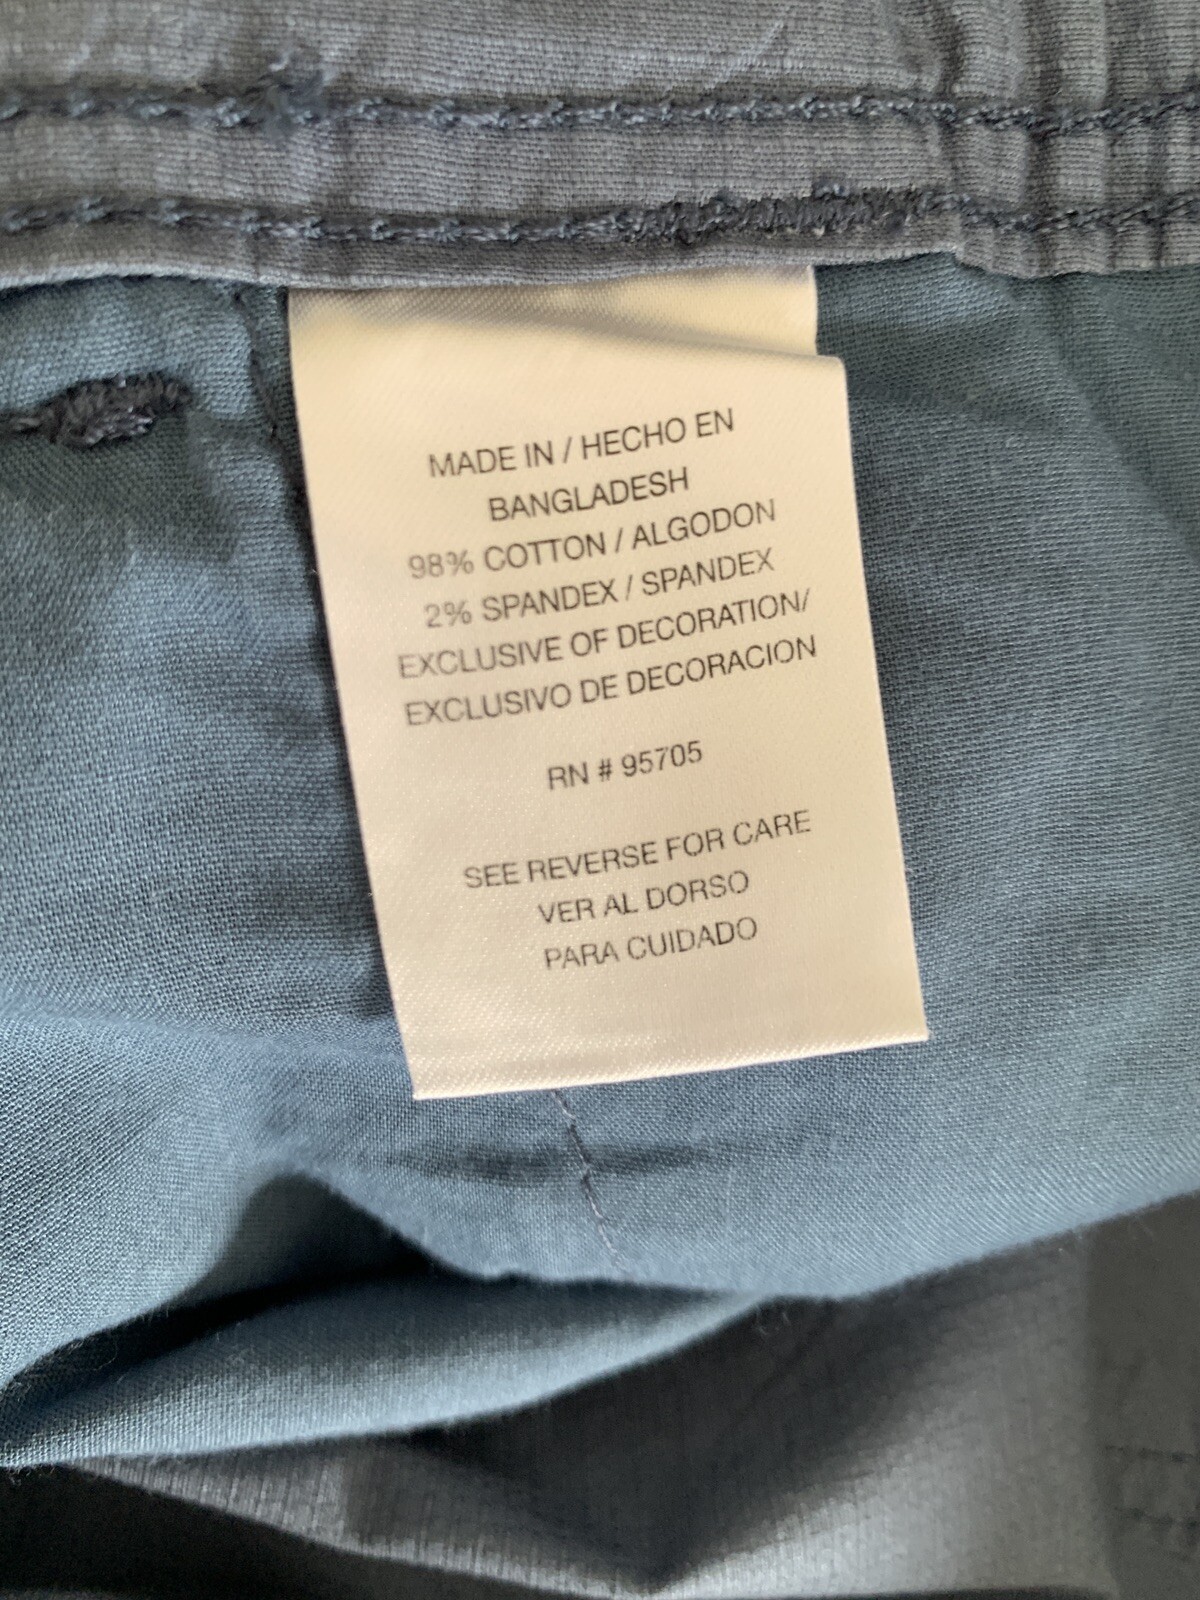 MADE IN / HECHO EN
BANGLADESH
98% COTTON / ALGODON
2% SPANDEX / SPANDEX
EXCLUSIVE OF DECORATION/
EXCLUSIVO DE DECORACION
RN # 95705
SEE REVERSE FOR CARE
VER AL DORSO
PARA CUIDADO